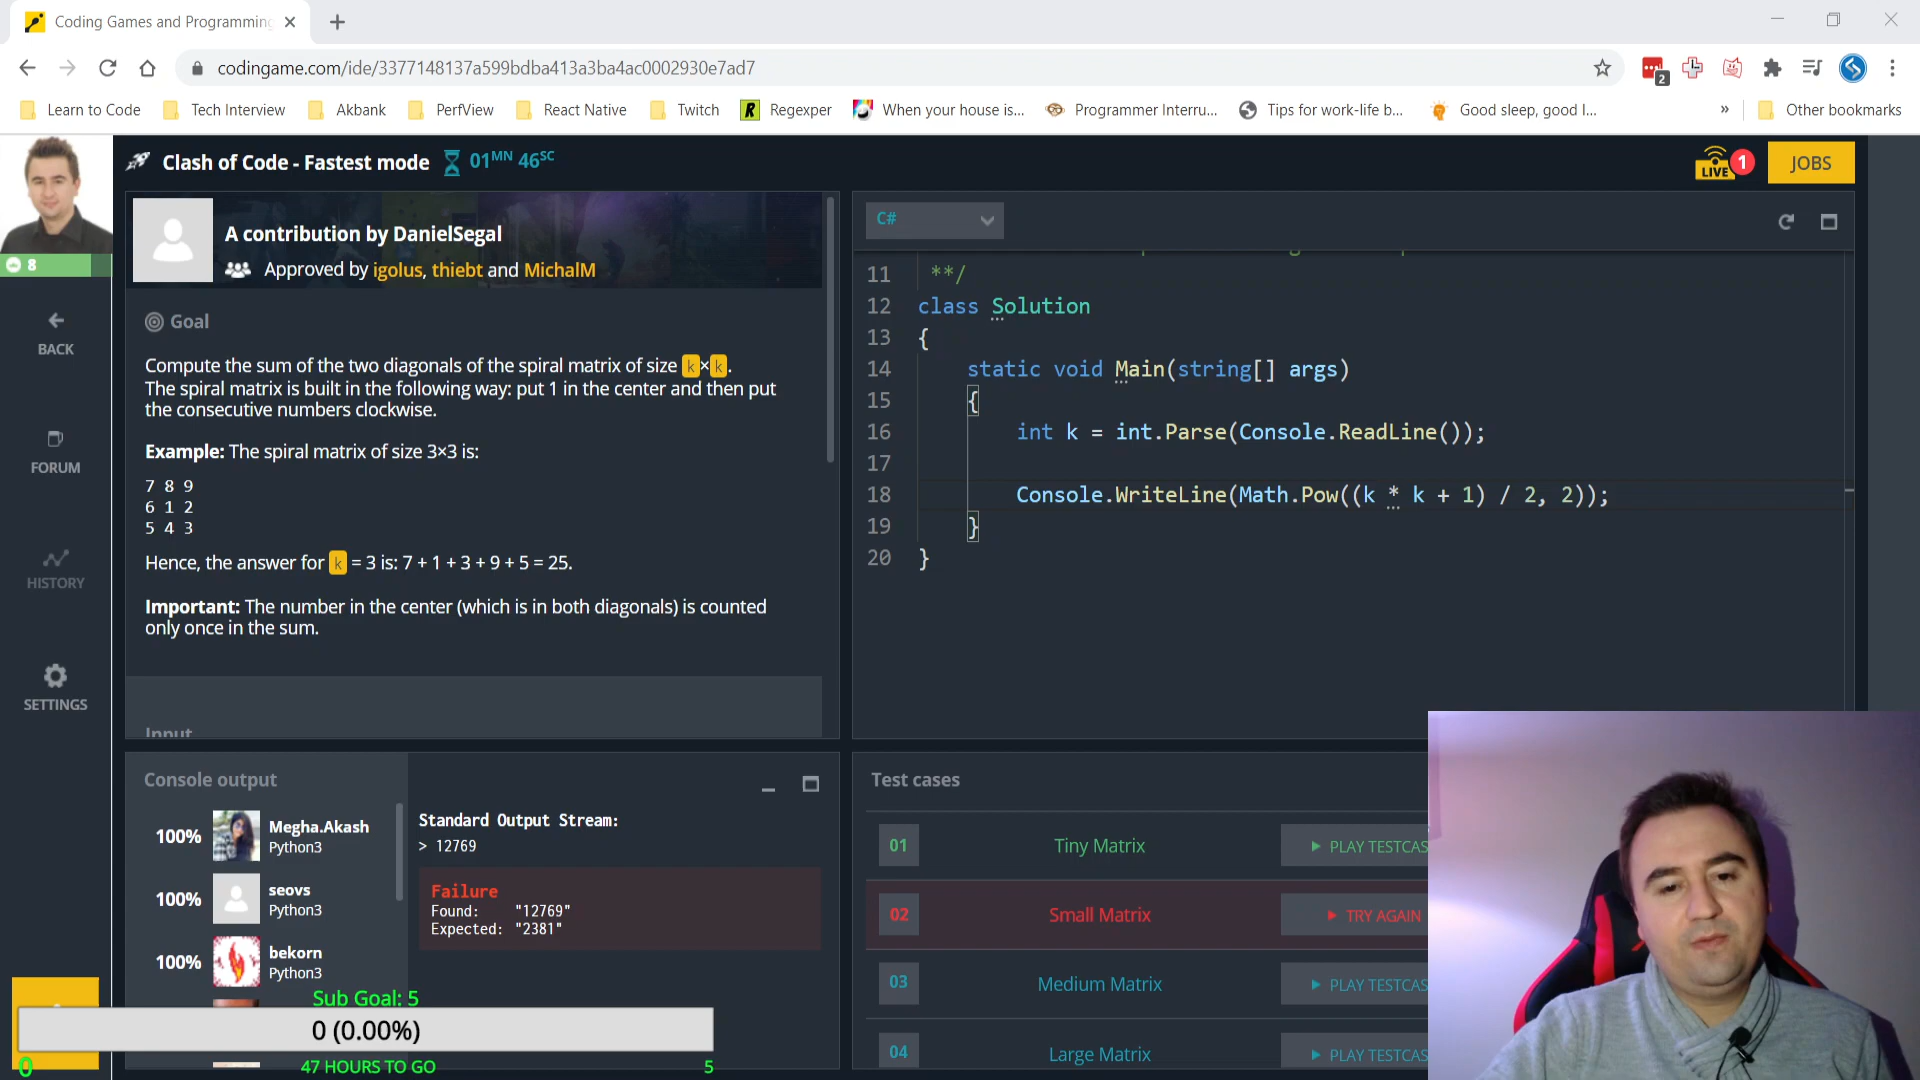 Coding Games and Programming
codingame.com/ide/3377148137a599bdba413a3ba4ac0002930e7ad7
2
Learn to Code
Tech Interview
Akbank
PerfView
React Native
Twitch
R
Regexper
When your house is...
Programmer Interru...
Tips for work-life b...
Good sleep, good l...
»
Other bookmarks
Clash of Code - Fastest mode
01MN 46SC
LIVE
1
JOBS
8
BACK
FORUM
HISTORY
SETTINGS
A contribution by DanielSegal
Approved by igolus, thiebt and MichalM
Goal
Compute the sum of the two diagonals of the spiral matrix of size k×k.
The spiral matrix is built in the following way: put 1 in the center and then put
the consecutive numbers clockwise.
Example: The spiral matrix of size 3×3 is:
7 8 9
6 1 2
5 4 3
Hence, the answer for k = 3 is: 7 + 1 + 3 + 9 + 5 = 25.
Important: The number in the center (which is in both diagonals) is counted
only once in the sum.
Input
C#
11 **/
12 class Solution
13 {
14 static void Main(string[] args)
15 {
16 int k = int.Parse(Console.ReadLine());
17
18 Console.WriteLine(Math.Pow((k * k + 1) / 2, 2));
19 }
20 }
Console output
100%
Megha.Akash
Python3
100%
seovs
Python3
100%
bekorn
Python3
Standard Output Stream:
> 12769
Failure
Found: "12769"
Expected: "2381"
Test cases
01
Tiny Matrix
PLAY TESTCAS
02
Small Matrix
TRY AGAIN
03
Medium Matrix
PLAY TESTCAS
04
Large Matrix
PLAY TESTCAS
Sub Goal: 5
0 (0.00%)
0
47 HOURS TO GO
5